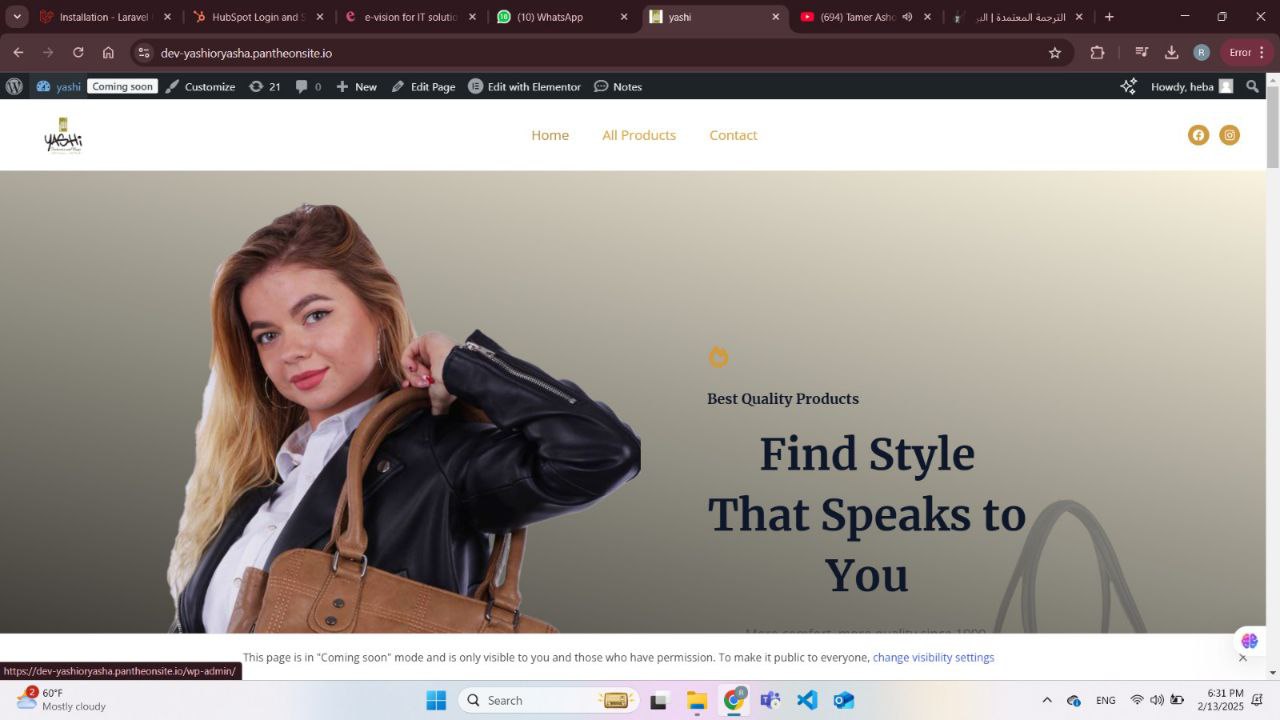 Installation - Laravel
HubSpot Login and S
e-vision for IT solutio
(10) WhatsApp
yashi
(694) Tamer Asho
الترجمة المعتمدة | البر
dev-yashioryasha.pantheonsite.io
R
Error
yashi
Coming soon
Customize
21
0
New
Edit Page
Edit with Elementor
Notes
Howdy, heba
YASHi
Home
All Products
Contact
Best Quality Products
Find Style
That Speaks to
You
More comfort, more quality since 1990
This page is in "Coming soon" mode and is only visible to you and those who have permission. To make it public to everyone, change visibility settings
https://dev-yashioryasha.pantheonsite.io/wp-admin/
2
60°F
Mostly cloudy
Search
ENG
6:31 PM
2/13/2025